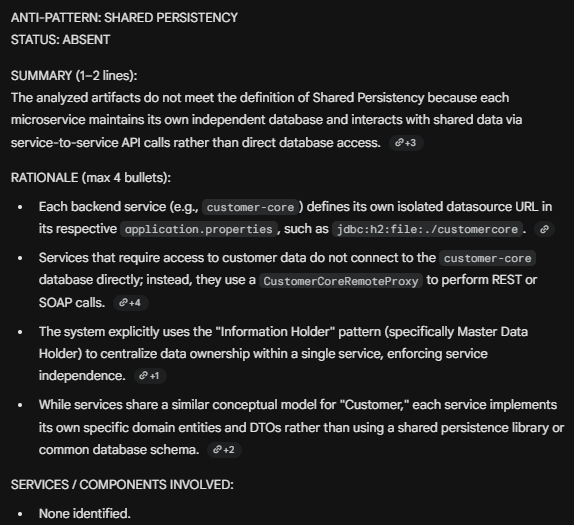 ANTI-PATTERN: SHARED PERSISTENCY
STATUS: ABSENT
SUMMARY (1–2 lines):
The analyzed artifacts do not meet the definition of Shared Persistency because each
microservice maintains its own independent database and interacts with shared data via
service-to-service API calls rather than direct database access. +3
RATIONALE (max 4 bullets):
• Each backend service (e.g., customer-core) defines its own isolated datasource URL in
its respective application.properties, such as jdbc:h2:file:./customercore.
• Services that require access to customer data do not connect to the customer-core
database directly; instead, they use a CustomerCoreRemoteProxy to perform REST or
SOAP calls. +4
• The system explicitly uses the "Information Holder" pattern (specifically Master Data
Holder) to centralize data ownership within a single service, enforcing service
independence. +1
• While services share a similar conceptual model for "Customer," each service implements
its own specific domain entities and DTOs rather than using a shared persistence library or
common database schema. +2
SERVICES / COMPONENTS INVOLVED:
• None identified.